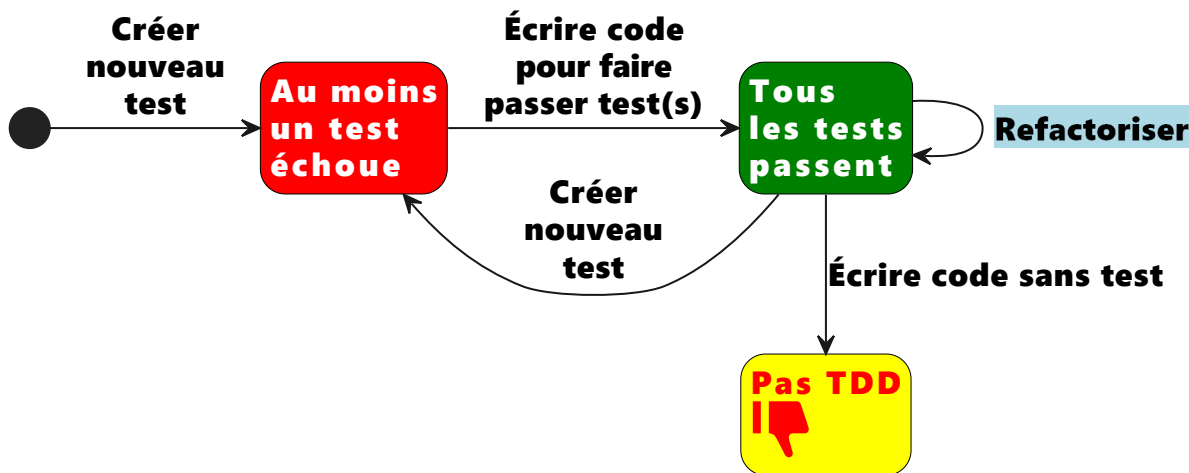 Créer
nouveau
test
Au moins
un test
échoue
Écrire code
pour faire
passer test(s)
Tous
les tests
passent
Refactoriser
Créer
nouveau
test
Écrire code sans test
Pas TDD